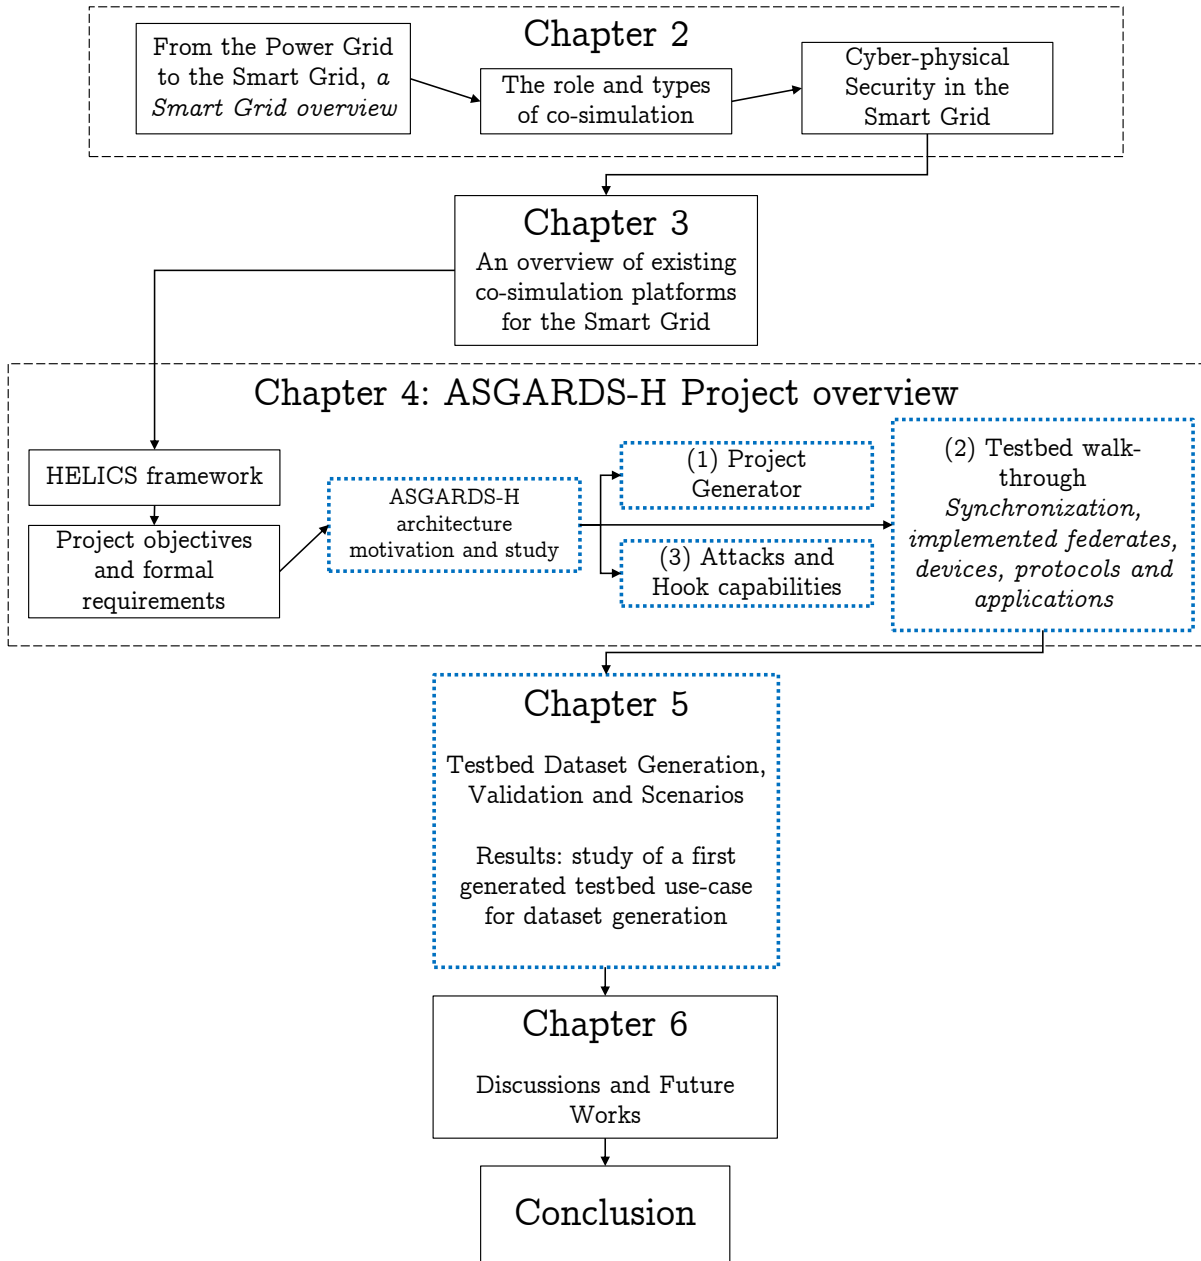 Chapter 2
From the Power Grid
to the Smart Grid, a
Smart Grid overview
The role and types
of co-simulation
Cyber-physical
Security in the
Smart Grid
Chapter 3
An overview of existing
co-simulation platforms
for the Smart Grid
Chapter 4: ASGARDS-H Project overview
HELICS framework
Project objectives
and formal
requirements
ASGARDS-H
architecture
motivation and study
(1) Project
Generator
(3) Attacks and
Hook capabilities
(2) Testbed walk-
through
Synchronization,
implemented federates,
devices, protocols and
applications
Chapter 5
Testbed Dataset Generation,
Validation and Scenarios
Results: study of a first
generated testbed use-case
for dataset generation
Chapter 6
Discussions and Future
Works
Conclusion